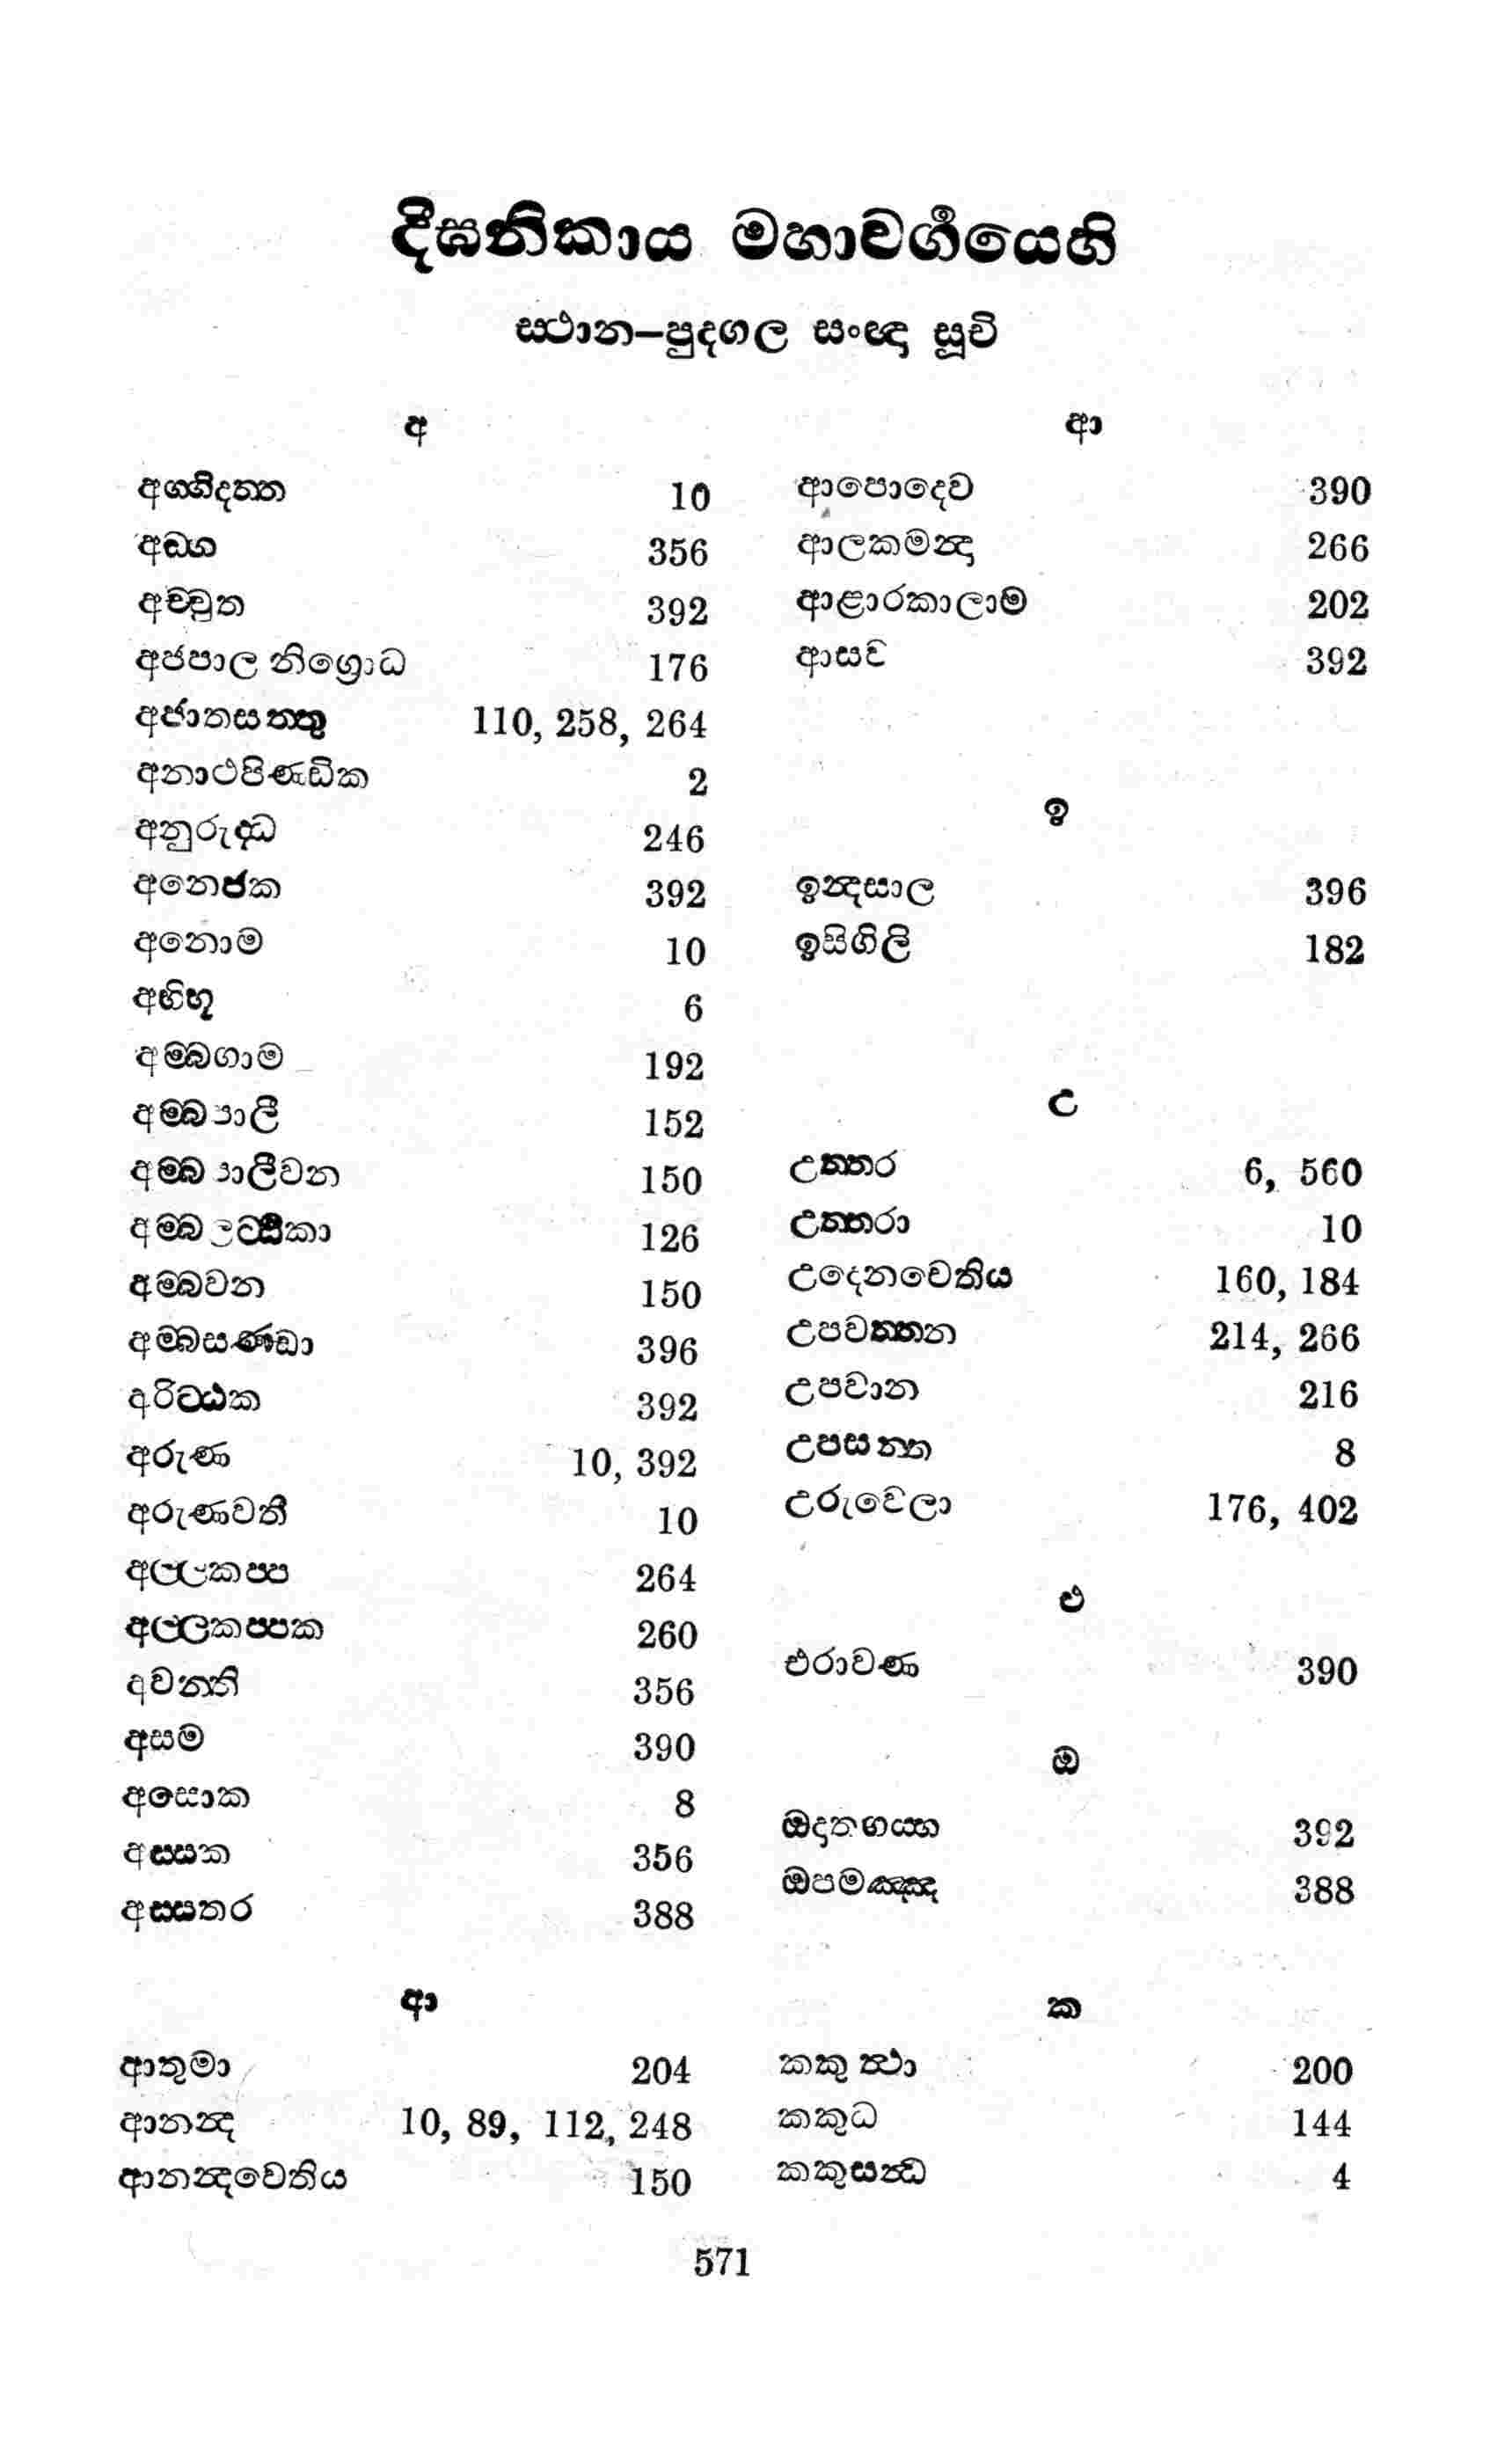 දීඝනිකාය මහාවර්‍ගයෙහි
ස්ථාන–පුද්ගල සංඥා සූචි
අ
අග්ගිදත්ත 10
අඞ්ග 356
අච්චුත 392
අජපාල නිග්‍රොධ 176
අජාතසත්තු 110, 258, 264
අනාථපිණ්ඩික 2
අනුරුද්ධ 246
අනෙජක 392
අනොම 10
අභිභූ 6
අම්බගාම 192
අම්බපාලී 152
අම්බපාලීවන 150
අම්බලට්ඨිකා 126
අම්බවන 150
අම්බසණ්ඩා 396
අරිට්ඨක 392
අරුණ 10, 392
අරුණවතී 10
අල්ලකප්ප 264
අල්ලකප්පක 260
අවන්ති 356
අසම 390
අසොක 8
අස්සක 356
අස්සතර 388
ආ
ආතුමා 204
ආනන්ද 10, 89, 112, 248
ආනන්දචෙතිය 150
ආ
ආපොදෙව 390
ආලකමන්දා 266
ආළාරකාලාම 202
ආසව 392
ඉ
ඉන්දසාල 396
ඉසිගිලි 182
උ
උත්තර 6, 560
උත්තරා 10
උදෙනචෙතිය 160, 184
උපවත්තන 214, 266
උපවාන 216
උපසන්ත 8
උරුවෙලා 176, 402
එ
එරාවණ 390
ඔ
ඔදාතගය්හ 392
ඔපමඤ්ඤ 388
ක
කකුත්ථා 200
කකුධ 144
කකුසන්ධ 4
571